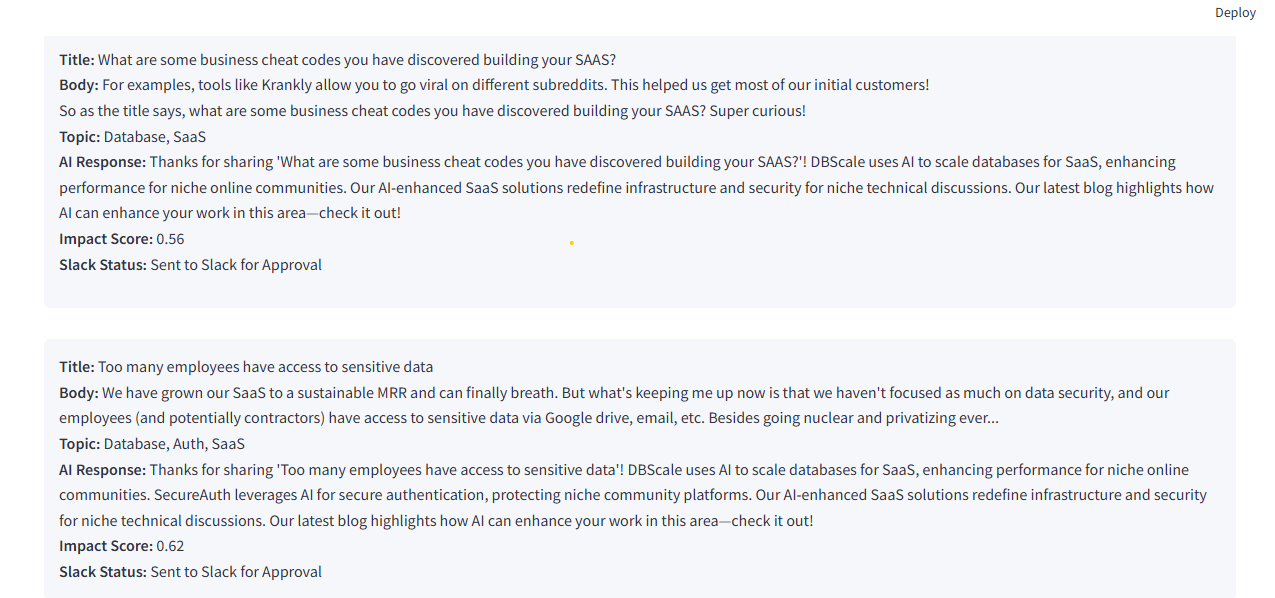 Deploy
Title: What are some business cheat codes you have discovered building your SAAS?
Body: For examples, tools like Krankly allow you to go viral on different subreddits. This helped us get most of our initial customers!
So as the title says, what are some business cheat codes you have discovered building your SAAS? Super curious!
Topic: Database, SaaS
AI Response: Thanks for sharing 'What are some business cheat codes you have discovered building your SAAS?'! DBScale uses AI to scale databases for SaaS, enhancing
performance for niche online communities. Our AI-enhanced SaaS solutions redefine infrastructure and security for niche technical discussions. Our latest blog highlights how
AI can enhance your work in this area—check it out!
Impact Score: 0.56
Slack Status: Sent to Slack for Approval
Title: Too many employees have access to sensitive data
Body: We have grown our SaaS to a sustainable MRR and can finally breath. But what's keeping me up now is that we haven't focused as much on data security, and our
employees (and potentially contractors) have access to sensitive data via Google drive, email, etc. Besides going nuclear and privatizing ever...
Topic: Database, Auth, SaaS
AI Response: Thanks for sharing 'Too many employees have access to sensitive data'! DBScale uses AI to scale databases for SaaS, enhancing performance for niche online
communities. SecureAuth leverages AI for secure authentication, protecting niche community platforms. Our AI-enhanced SaaS solutions redefine infrastructure and security
for niche technical discussions. Our latest blog highlights how AI can enhance your work in this area—check it out!
Impact Score: 0.62
Slack Status: Sent to Slack for Approval